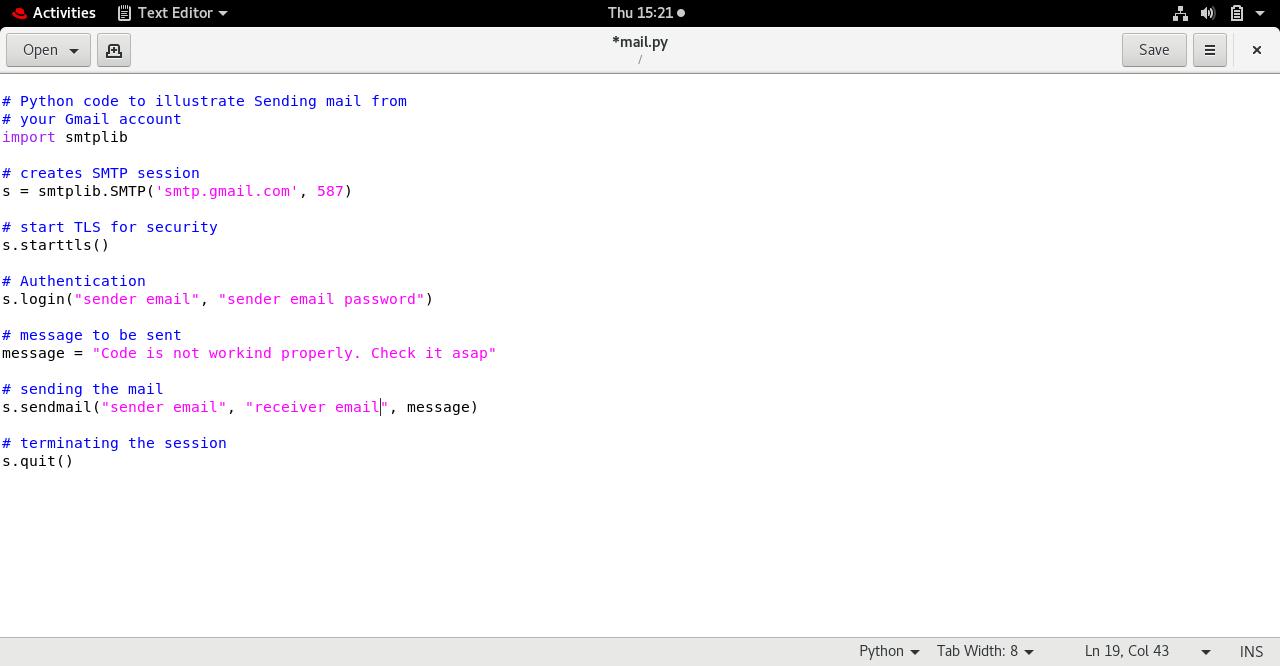 Activities Text Editor Thu 15:21
Open *mail.py Save
/
# Python code to illustrate Sending mail from
# your Gmail account
import smtplib
# creates SMTP session
s = smtplib.SMTP('smtp.gmail.com', 587)
# start TLS for security
s.starttls()
# Authentication
s.login("sender email", "sender email password")
# message to be sent
message = "Code is not workind properly. Check it asap"
# sending the mail
s.sendmail("sender email", "receiver email", message)
# terminating the session
s.quit()
Python Tab Width: 8 Ln 19, Col 43 INS